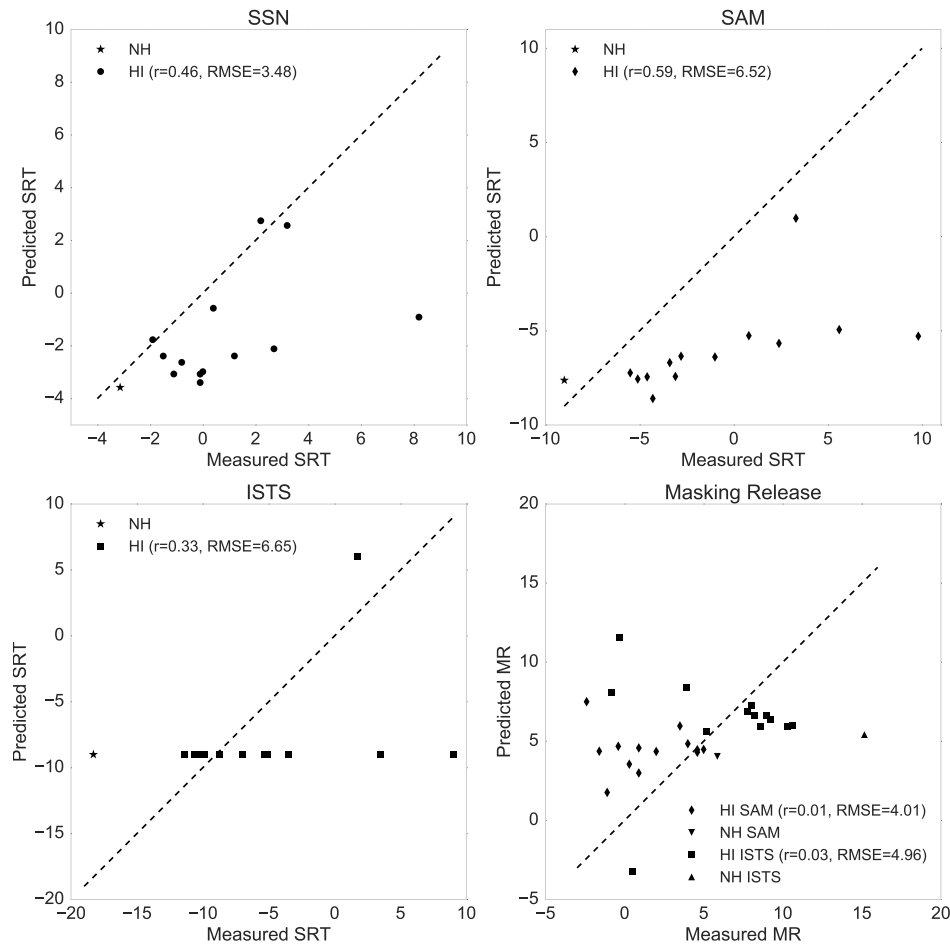 SSN
10
8
6
4
2
0
−2
−4
−4 −2 0 2 4 6 8 10
Predicted SRT
Measured SRT
NH
HI (r=0.46, RMSE=3.48)
SAM
10
5
0
−5
−10
−10 −5 0 5 10
Predicted SRT
Measured SRT
NH
HI (r=0.59, RMSE=6.52)
ISTS
10
5
0
−5
−10
−15
−20
−20 −15 −10 −5 0 5 10
Predicted SRT
Measured SRT
NH
HI (r=0.33, RMSE=6.65)
Masking Release
20
15
10
5
0
−5
−5 0 5 10 15 20
Predicted MR
Measured MR
HI SAM (r=0.01, RMSE=4.01)
NH SAM
HI ISTS (r=0.03, RMSE=4.96)
NH ISTS